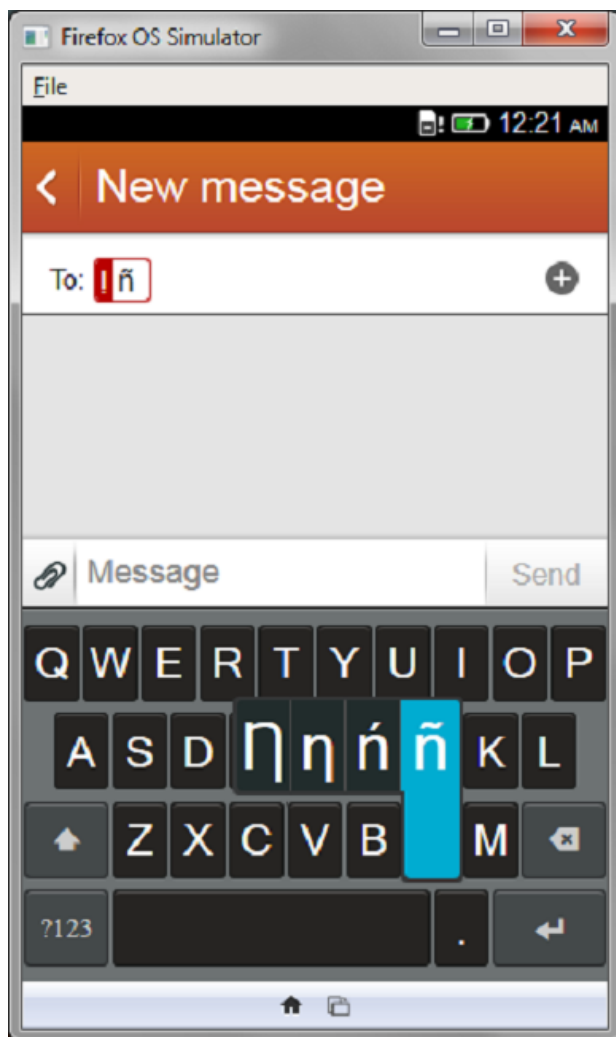 Firefox OS Simulator
File
12:21 AM
New message
To: ! ñ
Message Send
Q W E R T Y U I O P
A S D Ƞ η ń ñ K L
Z X C V B M
?123 .